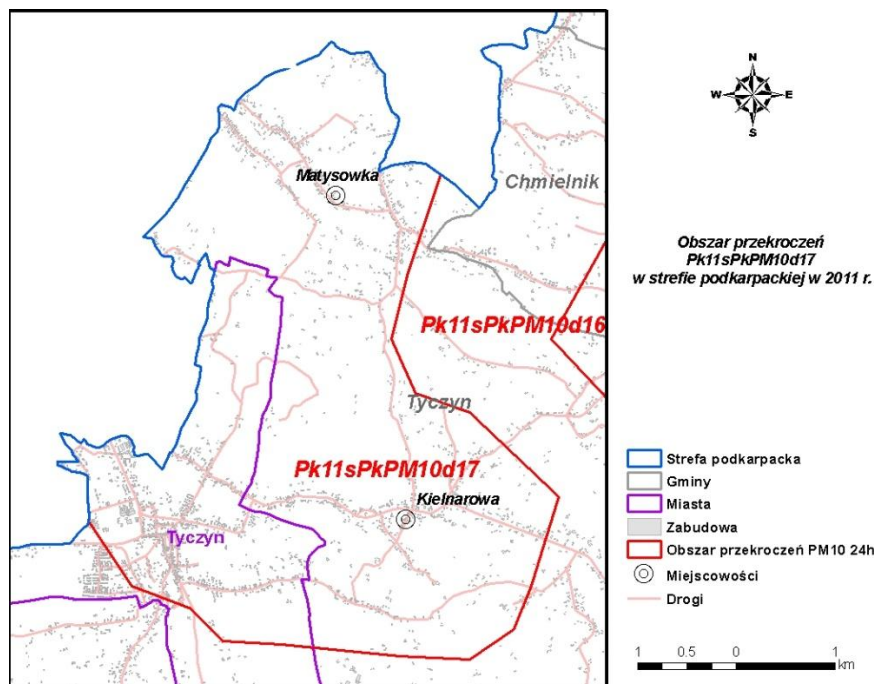 Matysowka
Chmielnik
Pk11sPkPM10d16
Tyczyn
Pk11sPkPM10d17
Kielnarowa
Tyczyn
N
W E
S
Obszar przekroczeń
Pk11sPkPM10d17
w strefie podkarpackiej w 2011 r.
Strefa podkarpacka
Gminy
Miasta
Zabudowa
Obszar przekroczeń PM10 24h
Miejscowości
Drogi
1 0.5 0 1
km